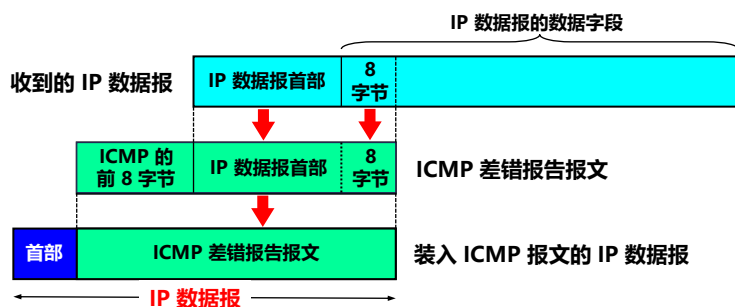 IP 数据报的数据字段
收到的 IP 数据报
IP 数据报首部
8
字节
ICMP 的
前 8 字节
IP 数据报首部
8
字节
ICMP 差错报告报文
首部
ICMP 差错报告报文
装入 ICMP 报文的 IP 数据报
IP 数据报